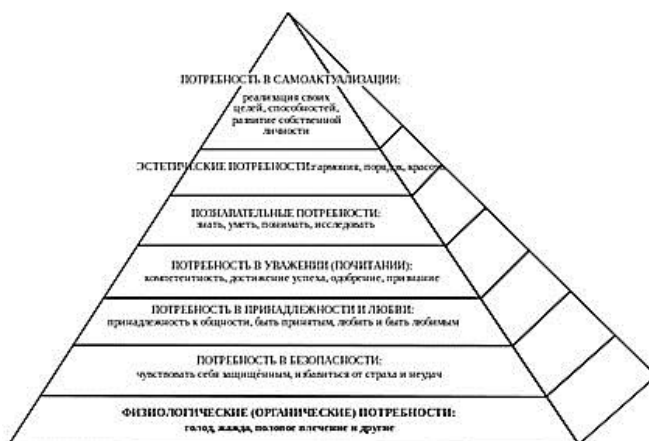 ПОТРЕБНОСТЬ В САМОАКТУАЛИЗАЦИИ:
реализация своих
целей, способностей,
развитие собственной
личности
ЭСТЕТИЧЕСКИЕ ПОТРЕБНОСТИ: гармония, порядок, красота
ПОЗНАВАТЕЛЬНЫЕ ПОТРЕБНОСТИ:
знать, уметь, понимать, исследовать
ПОТРЕБНОСТЬ В УВАЖЕНИИ (ПОЧИТАНИИ):
компетентность, достижение успеха, одобрение, признание
ПОТРЕБНОСТЬ В ПРИНАДЛЕЖНОСТИ И ЛЮБВИ:
принадлежность к общности, быть принятым, любить и быть любимым
ПОТРЕБНОСТЬ В БЕЗОПАСНОСТИ:
чувствовать себя защищённым, избавиться от страха и неудач
ФИЗИОЛОГИЧЕСКИЕ (ОРГАНИЧЕСКИЕ) ПОТРЕБНОСТИ:
голод, жажда, половое влечение и другие